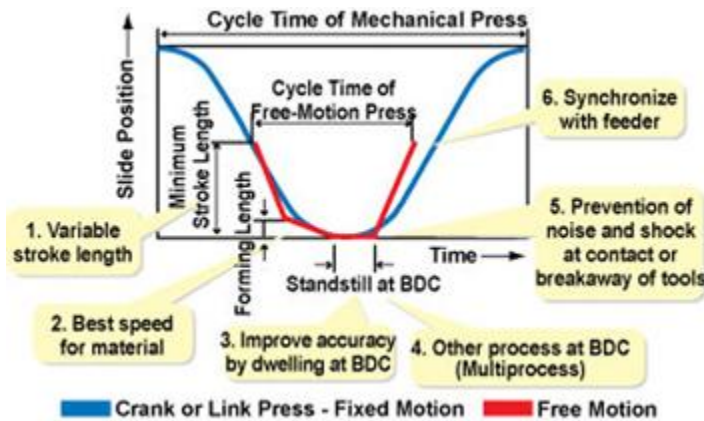 Cycle Time of Mechanical Press
Slide Position
Cycle Time of
Free-Motion Press
6. Synchronize
with feeder
Minimum
Stroke Length
1. Variable
stroke length
Forming Length
5. Prevention of
noise and shock
at contact or
breakaway of tools
Time
Standstill at BDC
2. Best speed
for material
3. Improve accuracy
by dwelling at BDC
4. Other process at BDC
(Multiprocess)
Crank or Link Press - Fixed Motion
Free Motion